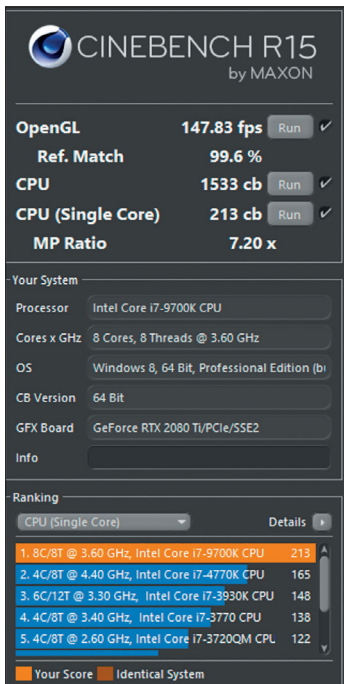 CINEBENCH R15
by MAXON
OpenGL 147.83 fps Run
Ref. Match 99.6 %
CPU 1533 cb Run
CPU (Single Core) 213 cb Run
MP Ratio 7.20 x
Your System
Processor Intel Core i7-9700K CPU
Cores x GHz 8 Cores, 8 Threads @ 3.60 GHz
OS Windows 8, 64 Bit, Professional Edition (bu
CB Version 64 Bit
GFX Board GeForce RTX 2080 Ti/PCIe/SSE2
Info
Ranking
CPU (Single Core) Details
1. 8C/8T @ 3.60 GHz, Intel Core i7-9700K CPU 213
2. 4C/8T @ 4.40 GHz, Intel Core i7-4770K CPU 165
3. 6C/12T @ 3.30 GHz, Intel Core i7-3930K CPU 148
4. 4C/8T @ 3.40 GHz, Intel Core i7-3770 CPU 138
5. 4C/8T @ 2.60 GHz, Intel Core i7-3720QM CPU 122
Your Score Identical System